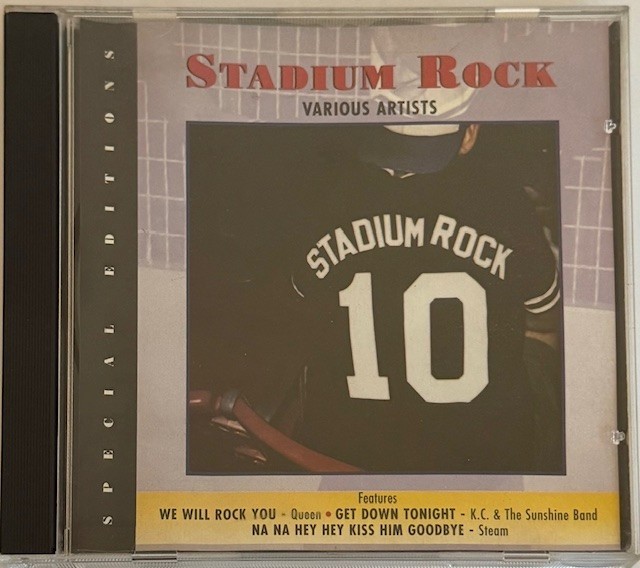 SPECIAL EDITIONS
STADIUM ROCK
VARIOUS ARTISTS
STADIUM ROCK
10
Features
WE WILL ROCK YOU - Queen • GET DOWN TONIGHT - K.C. & The Sunshine Band
NA NA HEY HEY KISS HIM GOODBYE - Steam